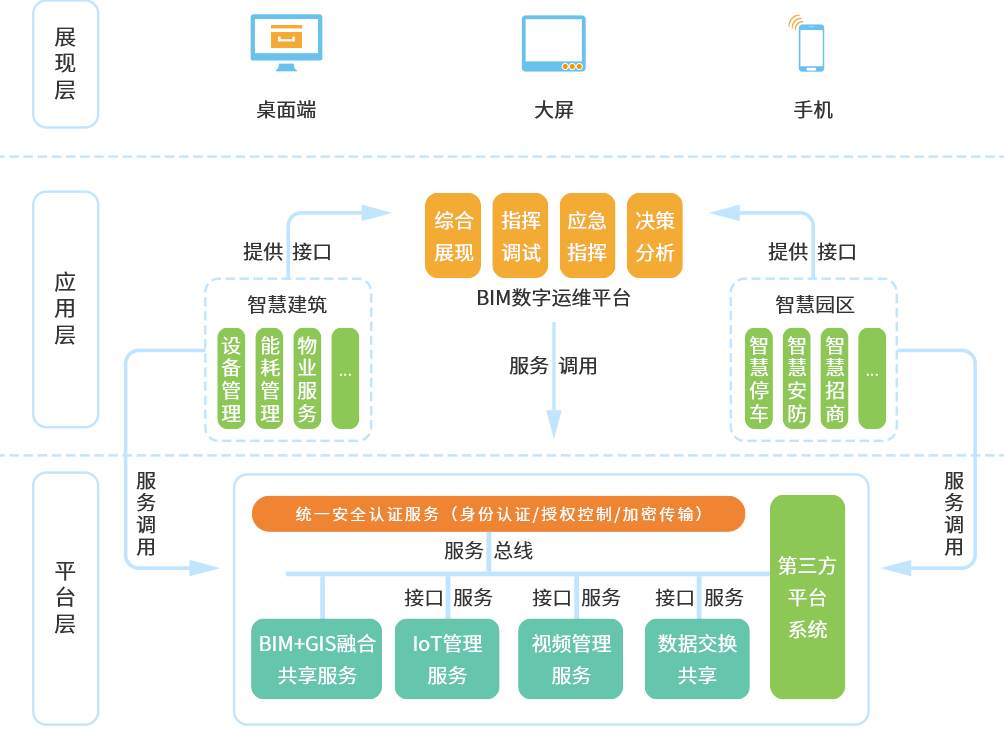 展现层
桌面端
大屏
手机
应用层
综合展现
指挥调试
应急指挥
决策分析
BIM数字运维平台
提供 接口
提供 接口
智慧建筑
设备管理
能耗管理
物业服务
...
智慧园区
智慧停车
智慧安防
智慧招商
...
服务 调用
服务调用
服务调用
平台层
统一安全认证服务（身份认证/授权控制/加密传输）
服务 总线
接口 服务
接口 服务
接口 服务
BIM+GIS融合
共享服务
IoT管理
服务
视频管理
服务
数据交换
共享
第三方
平台
系统